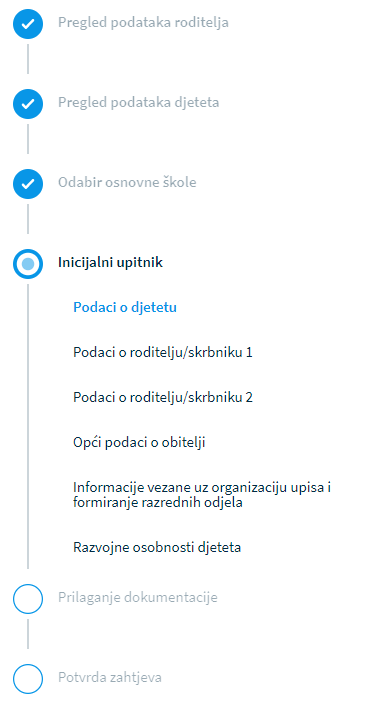 Pregled podataka roditelja
Pregled podataka djeteta
Odabir osnovne škole
Inicijalni upitnik
Podaci o djetetu
Podaci o roditelju/skrbniku 1
Podaci o roditelju/skrbniku 2
Opći podaci o obitelji
Informacije vezane uz organizaciju upisa i
formiranje razrednih odjela
Razvojne osobnosti djeteta
Prilaganje dokumentacije
Potvrda zahtjeva